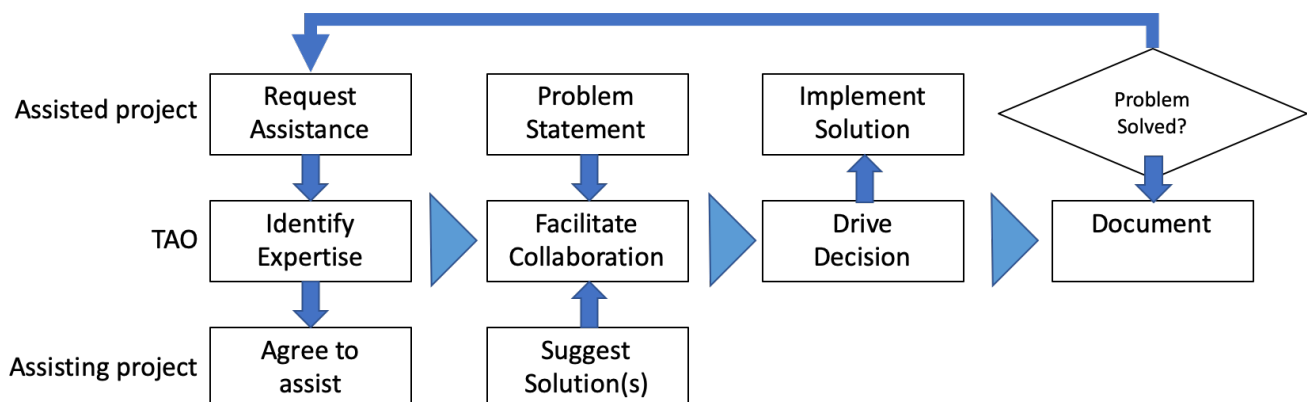 Assisted project
Request
Assistance
Problem
Statement
Implement
Solution
Problem
Solved?
TAO
Identify
Expertise
Facilitate
Collaboration
Drive
Decision
Document
Assisting project
Agree to
assist
Suggest
Solution(s)